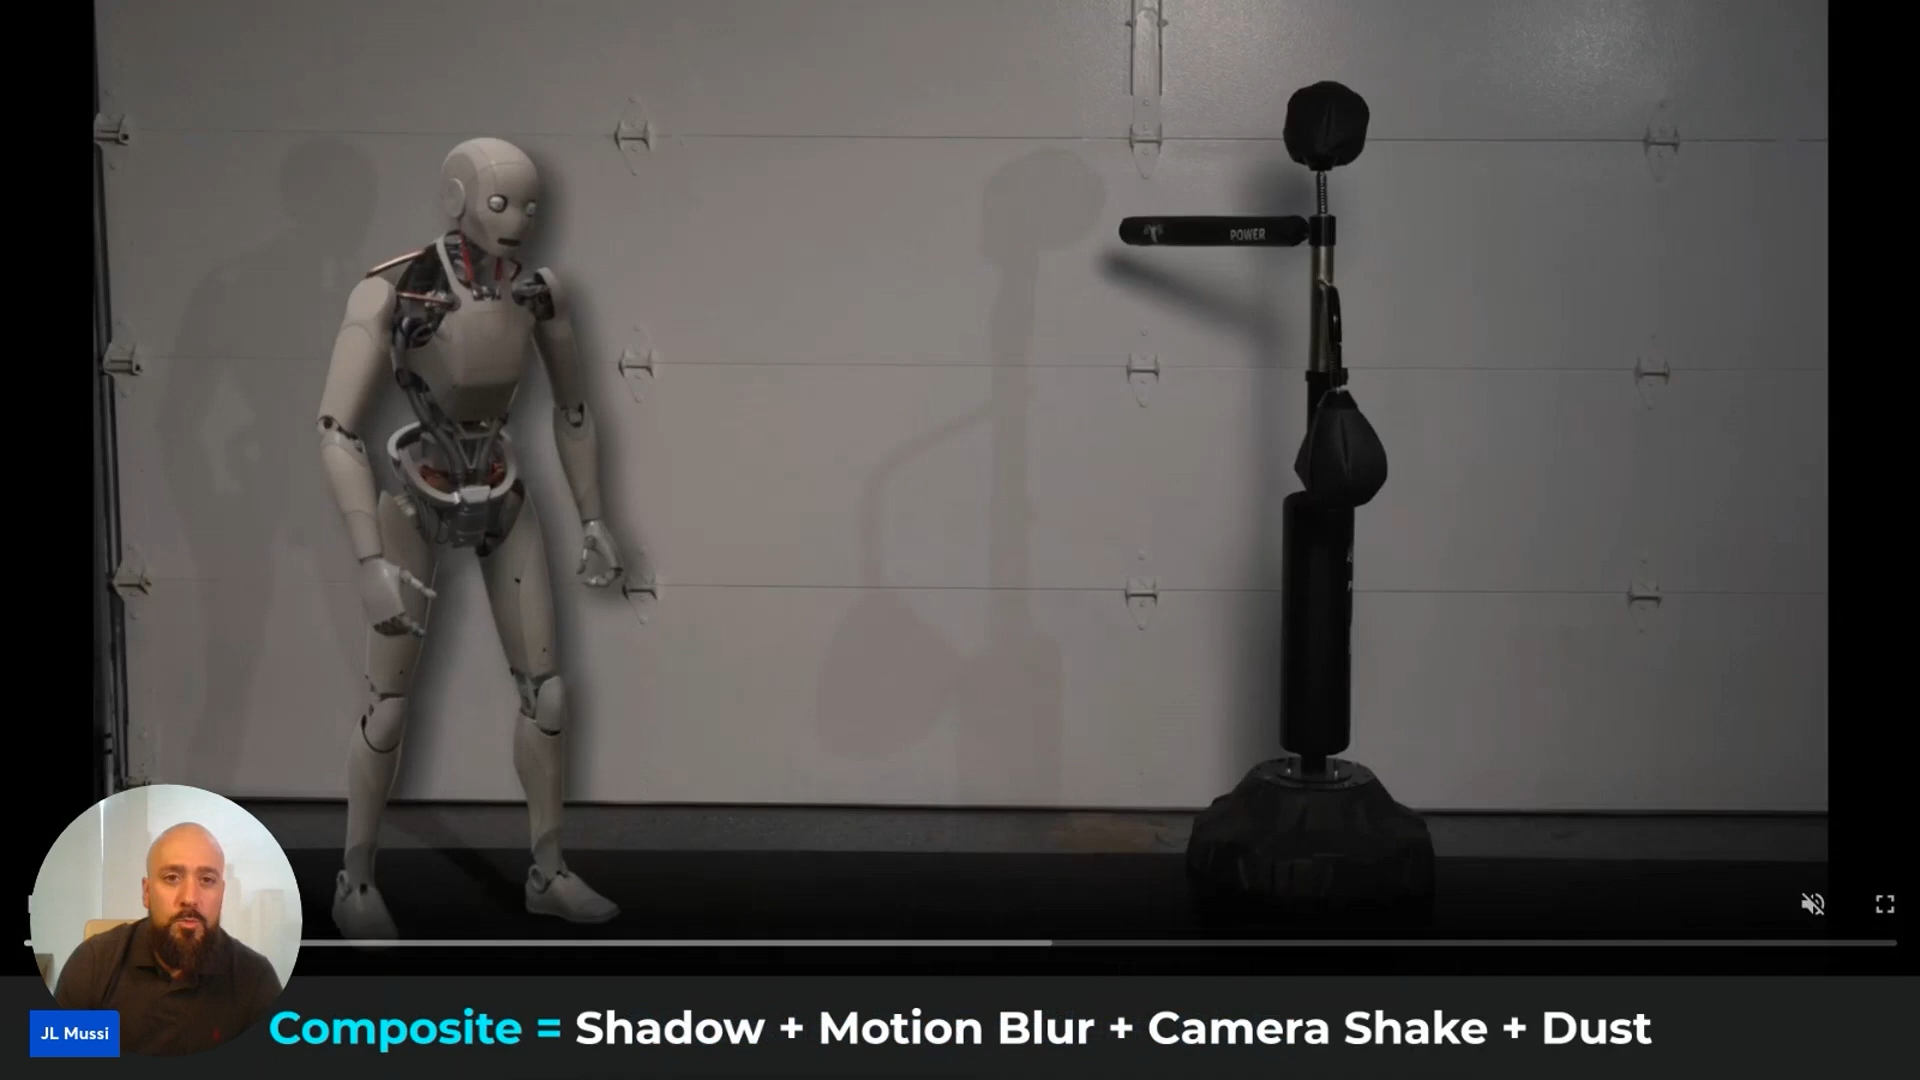 POWER
JL Mussi
Composite = Shadow + Motion Blur + Camera Shake + Dust